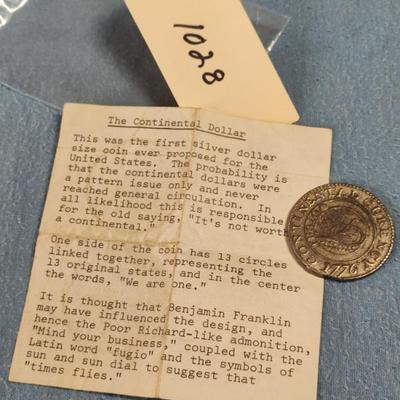 1028
The Continental Dollar
This was the first silver dollar
size coin ever proposed for the
United States. The probability is
that the continental dollars were
a pattern issue only and never
reached general circulation. In
all likelihood this is responsible
for the old saying, "It's not worth
a continental."
One side of the coin has 13 circles
linked together, representing the
13 original states, and in the center
the words, "We are one."
It is thought that Benjamin Franklin
may have influenced the design, and
hence the Poor Richard-like admonition,
"Mind your business," coupled with the
Latin word "fugio" and the symbols of
sun and sun dial to suggest that
"times flies."
1776